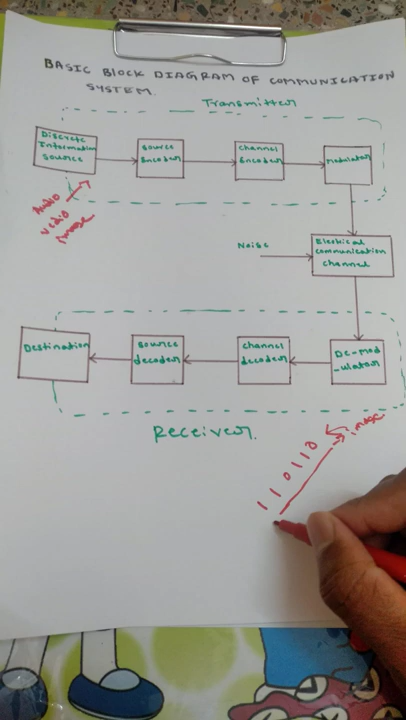 BASIC BLOCK DIAGRAM OF COMMUNICATION
SYSTEM.
Transmitter
Discrete
Information
Source
Source
Encoder
Channel
Encoder
Modulator
Audio
Vedio
image
Noise
Electrical
communication
channel
Destination
Source
decoder
channel
decoder
De-mod
-ulator
Receiver.
110110
image